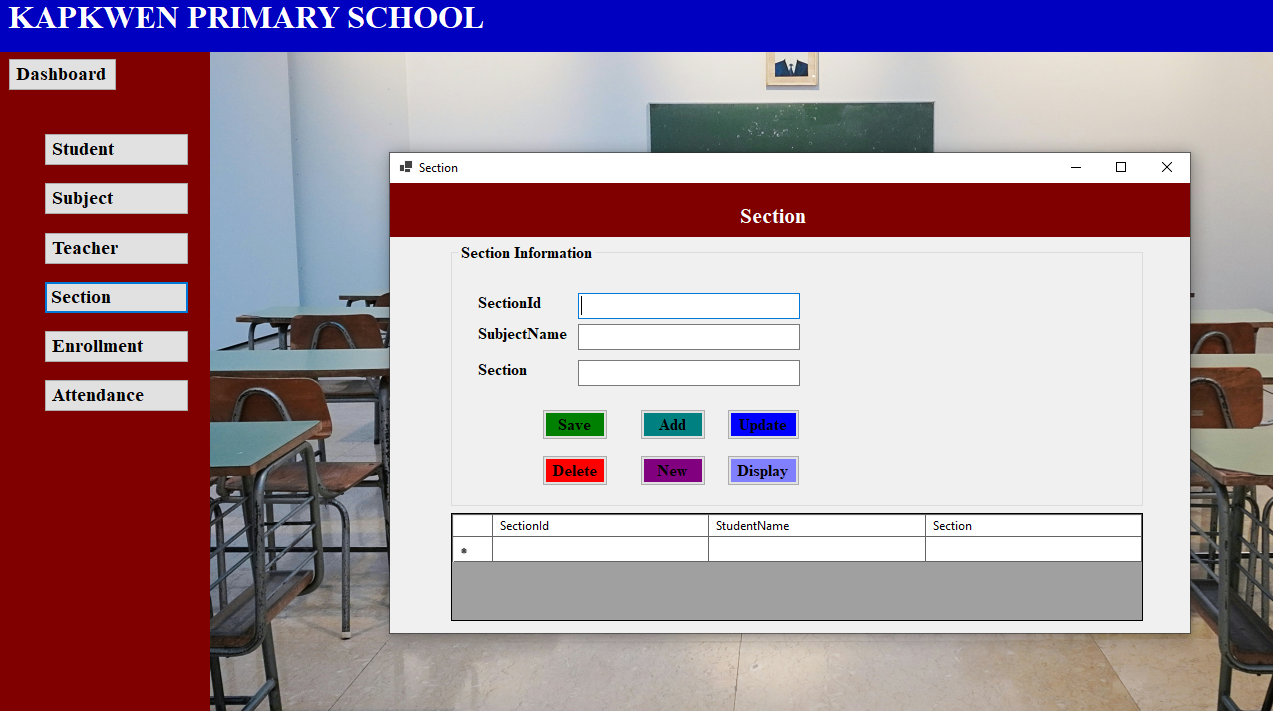 KAPKWEN PRIMARY SCHOOL
Dashboard
Student
Subject
Teacher
Section
Enrollment
Attendance
Section
Section
Section Information
SectionId
SubjectName
Section
Save Add Update
Delete New Display
SectionId StudentName Section